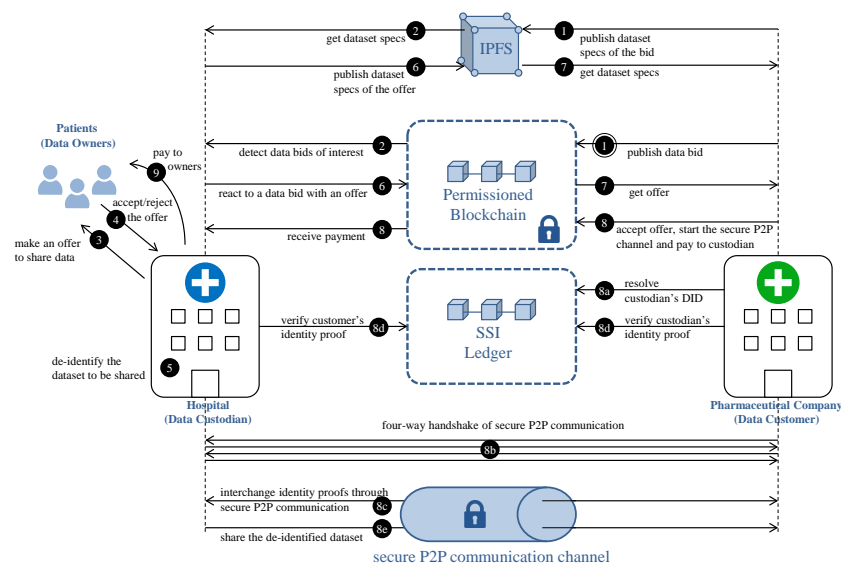 2
get dataset specs
IPFS
1
publish dataset
specs of the bid
6
publish dataset
specs of the offer
7
get dataset specs
Patients
(Data Owners)
pay to
owners
9
accept/reject
the offer
4
3
make an offer
to share data
2
detect data bids of interest
1
publish data bid
6
react to a data bid with an offer
Permissioned
Blockchain
7
get offer
8
receive payment
8
accept offer, start the secure P2P
channel and pay to custodian
8a
resolve
custodian's DID
verify customer's
identity proof
8d
SSI
Ledger
8d
verify custodian's
identity proof
de-identify the
dataset to be shared
5
Hospital
(Data Custodian)
Pharmaceutical Company
(Data Customer)
four-way handshake of secure P2P communication
8b
interchange identity proofs through
secure P2P communication
8c
8e
share the de-identified dataset
secure P2P communication channel